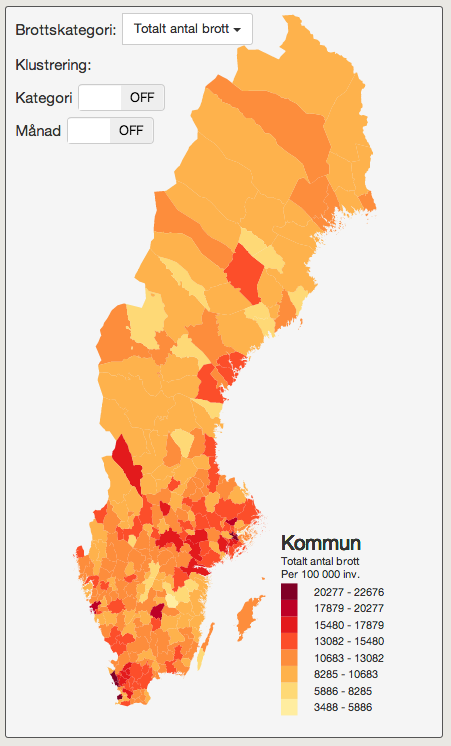 Brottskategori: Totalt antal brott
Klustrering:
Kategori OFF
Månad OFF
Kommun
Totalt antal brott
Per 100 000 inv.
20277 - 22676
17879 - 20277
15480 - 17879
13082 - 15480
10683 - 13082
8285 - 10683
5886 - 8285
3488 - 5886